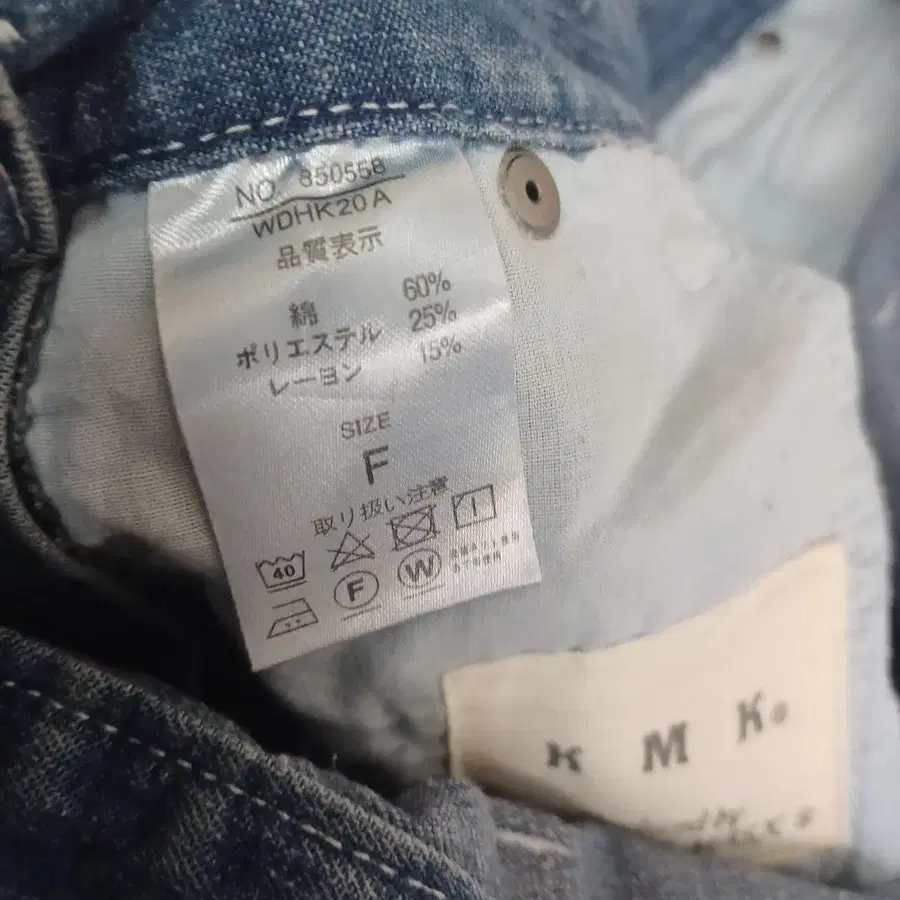 NO. 850558
WDHK20A
品質表示
綿 60%
ポリエステル 25%
レーヨン 15%
SIZE
F
取り扱い注意
40
F W
K M K